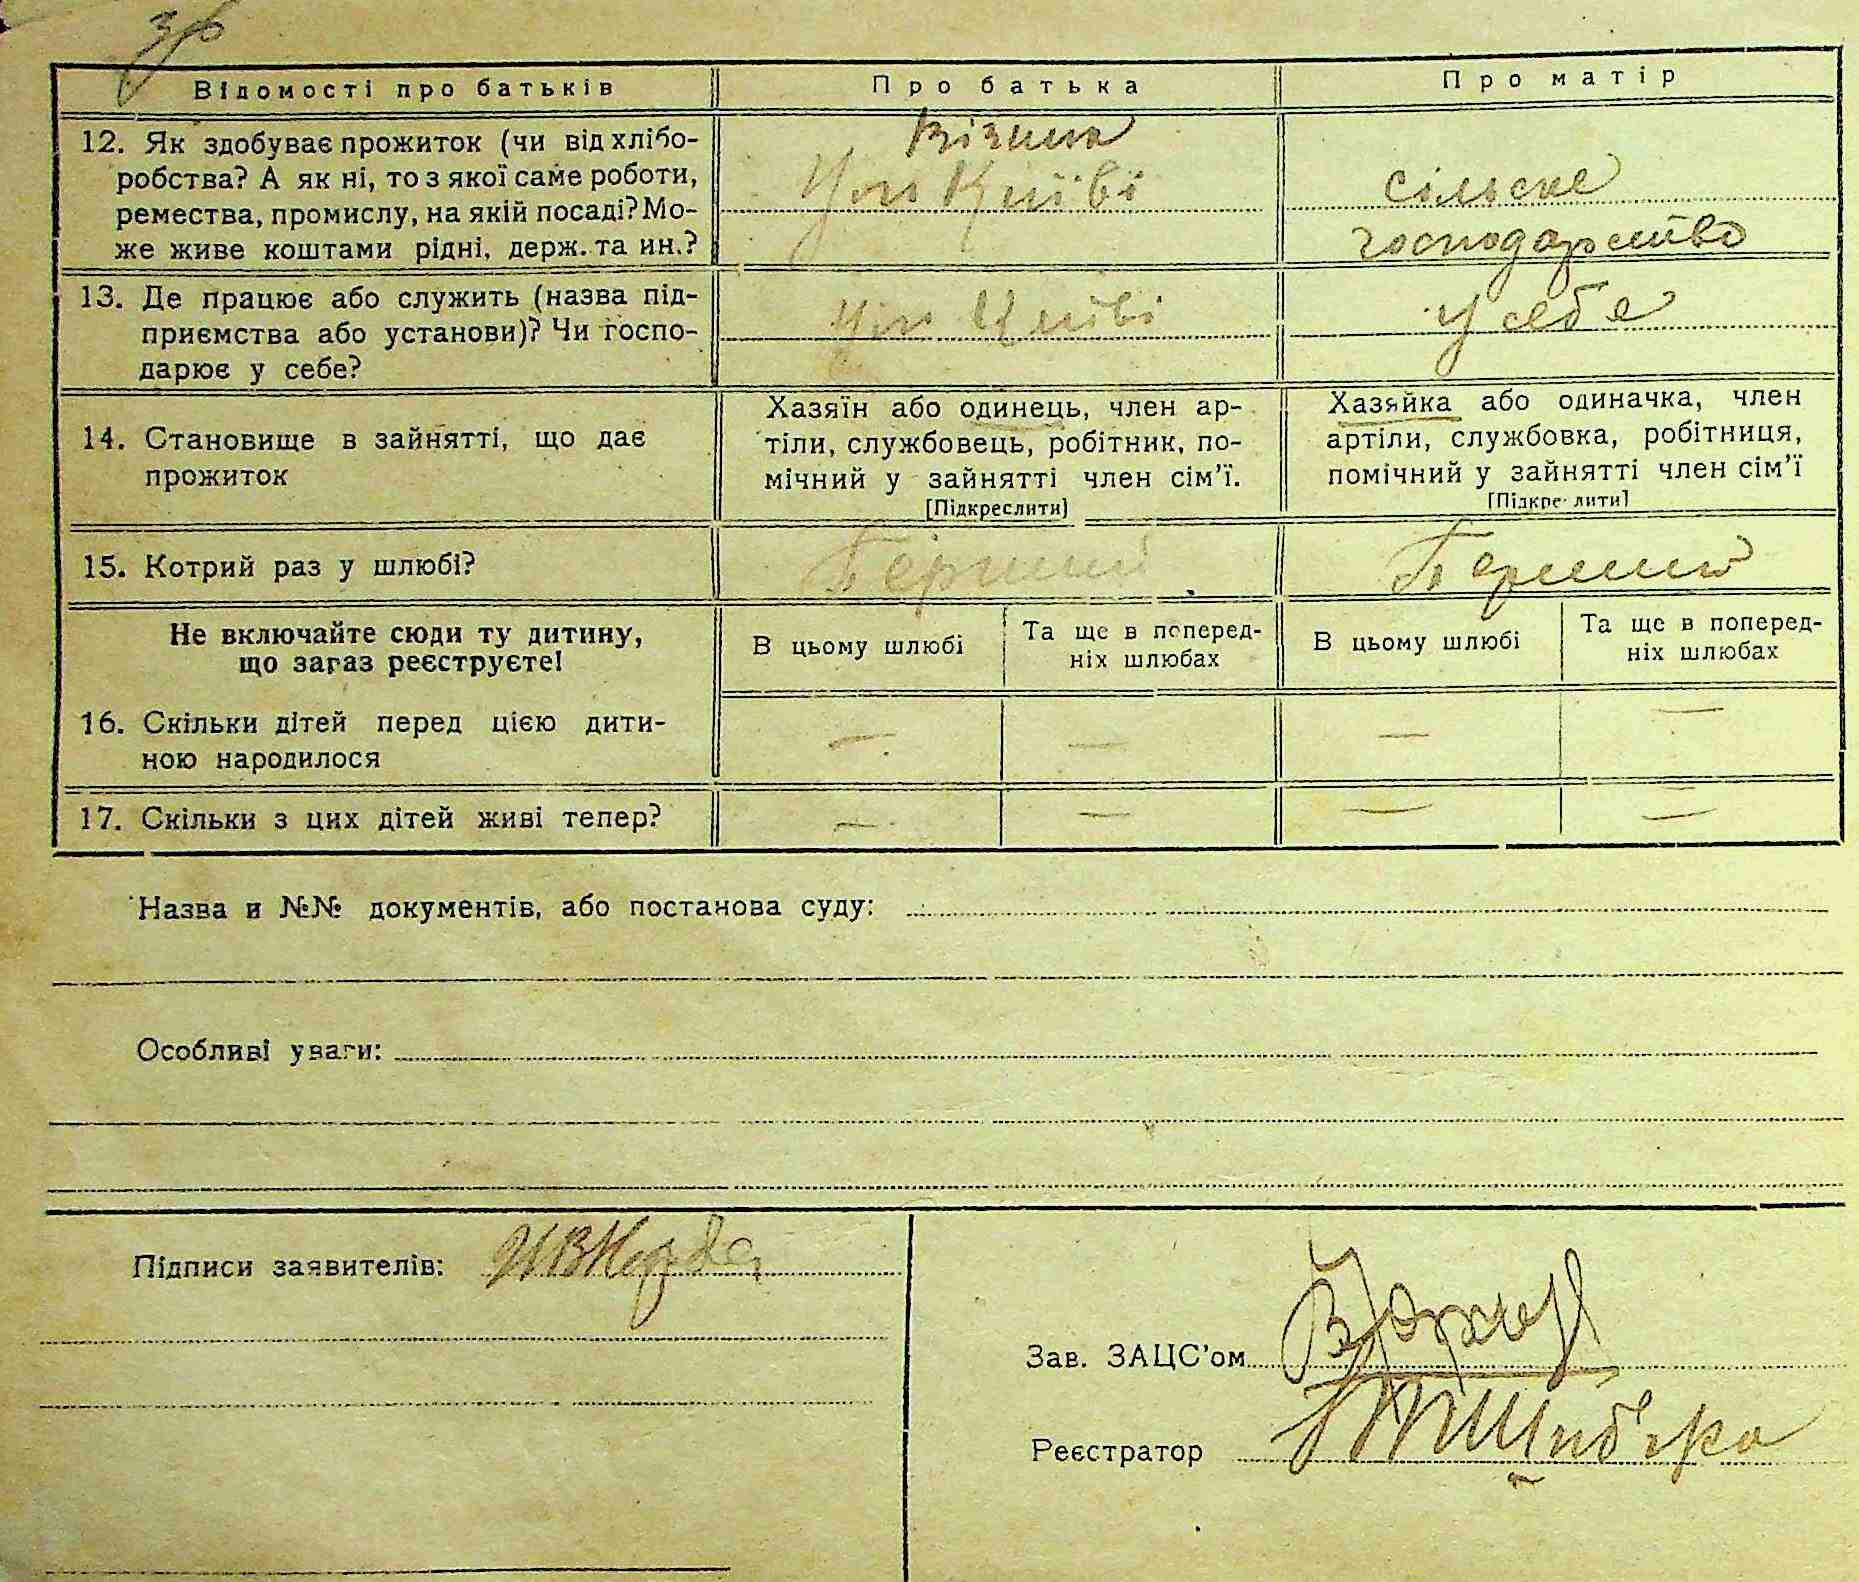 зр
Відомості про батьків
Про батька
Про матір
12. Як здобуває прожиток (чи від хлібо-
робства? А як ні, то з якої саме роботи,
ремества, промислу, на якій посаді? Мо-
же живе коштами рідні, держ. та ин.?
Візник
у Київі
сільске
господарство
13. Де працює або служить (назва під-
приємства або установи)? Чи госпо-
дарює у себе?
Київі
У себе
14. Становище в зайнятті, що дає
прожиток
Хазяїн або одинець, член ар-
тіли, службовець, робітник, по-
мічний у зайнятті член сім'ї.
[Підкреслити]
Хазяйка або одиначка, член
артіли, службовка, робітниця,
помічний у зайнятті член сім'ї
[Підкреслити]
15. Котрий раз у шлюбі?
Перший
Перший
Не включайте сюди ту дитину,
що зараз реєструєте!
В цьому шлюбі
Та ще в поперед-
ніх шлюбах
В цьому шлюбі
Та ще в поперед-
ніх шлюбах
16. Скільки дітей перед цією дити-
ною народилося
— — — —
17. Скільки з цих дітей живі тепер?
— — — —
Назва и №№ документів, або постанова суду:
Особливі уваги:
Підписи заявителів:
Зав. ЗАЦС'ом
Реєстратор